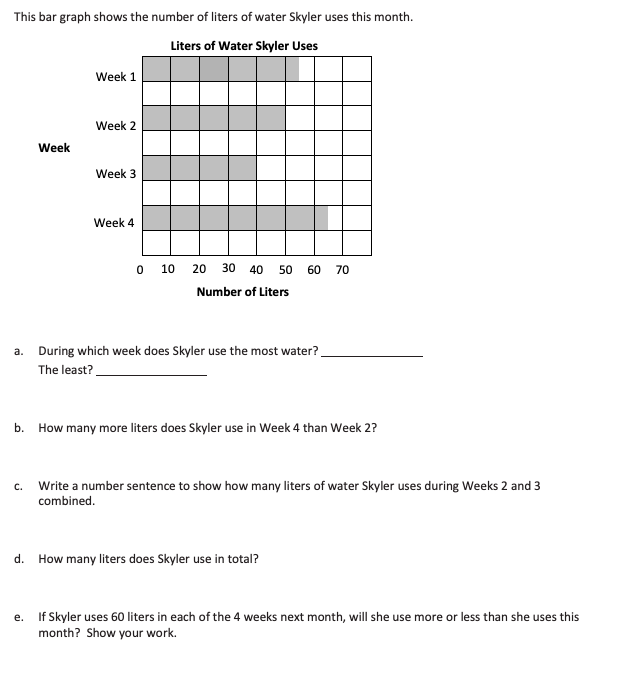 This bar graph shows the number of liters of water Skyler uses this month.
Liters of Water Skyler Uses
Week 1
Week 2
Week
Week 3
Week 4
0 10 20 30 40 50 60 70
Number of Liters
a. During which week does Skyler use the most water? ________________
The least? ________________
b. How many more liters does Skyler use in Week 4 than Week 2?
c. Write a number sentence to show how many liters of water Skyler uses during Weeks 2 and 3
combined.
d. How many liters does Skyler use in total?
e. If Skyler uses 60 liters in each of the 4 weeks next month, will she use more or less than she uses this
month? Show your work.